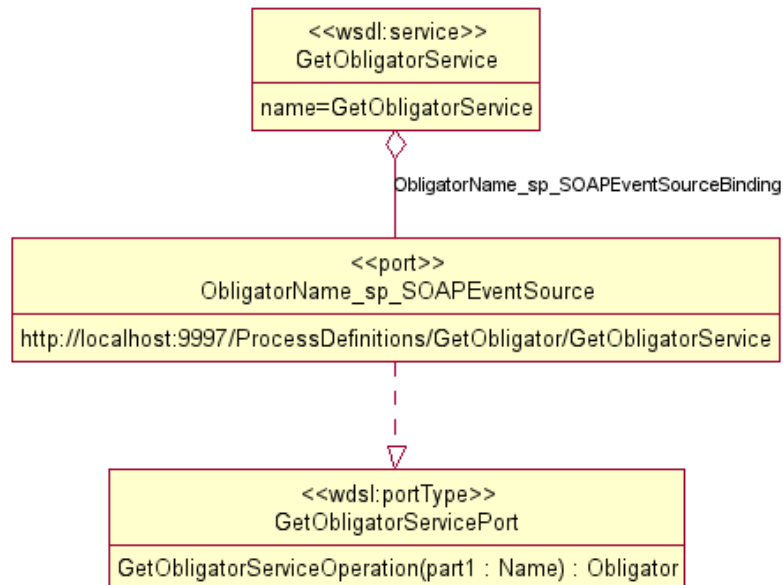 <<wsdl:service>>
GetObligatorService
name=GetObligatorService
ObligatorName_sp_SOAPEventSourceBinding
<<port>>
ObligatorName_sp_SOAPEventSource
http://localhost:9997/ProcessDefinitions/GetObligator/GetObligatorService
<<wdsl:portType>>
GetObligatorServicePort
GetObligatorServiceOperation(part1 : Name) : Obligator